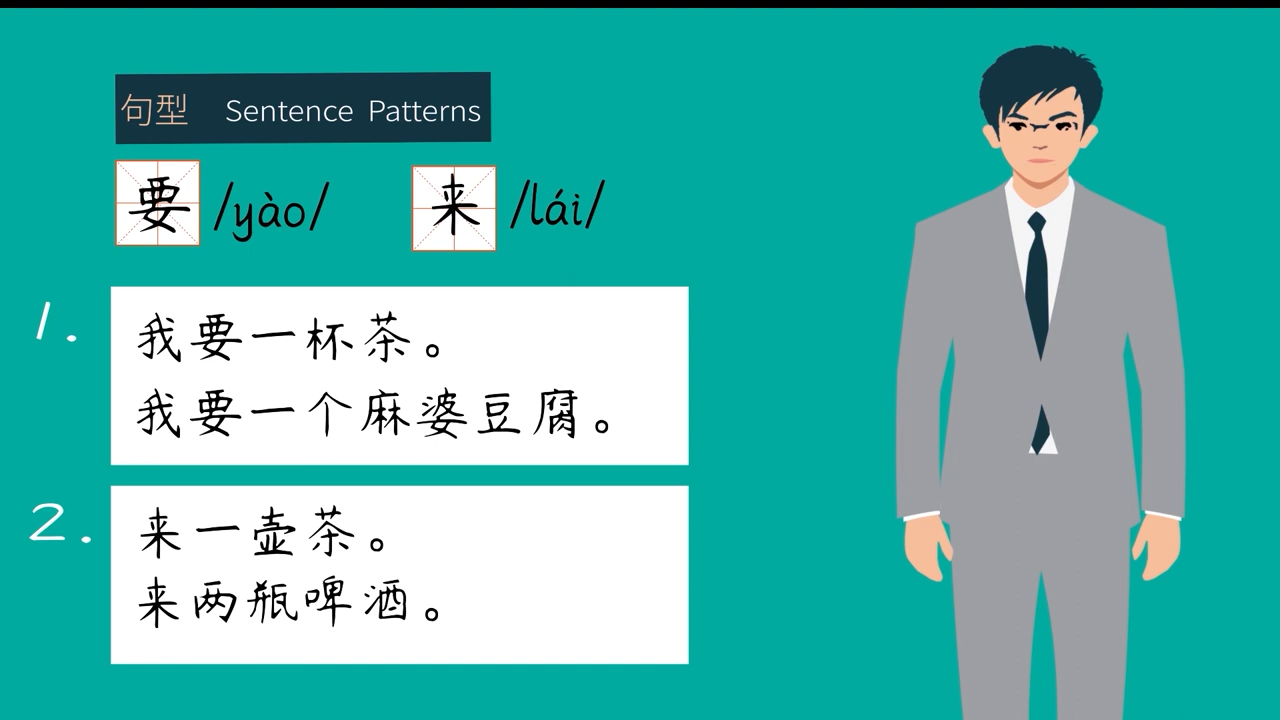 句型 Sentence Patterns
要 /yào/ 来 /lái/
1. 我要一杯茶。
我要一个麻婆豆腐。
2. 来一壶茶。
来两瓶啤酒。